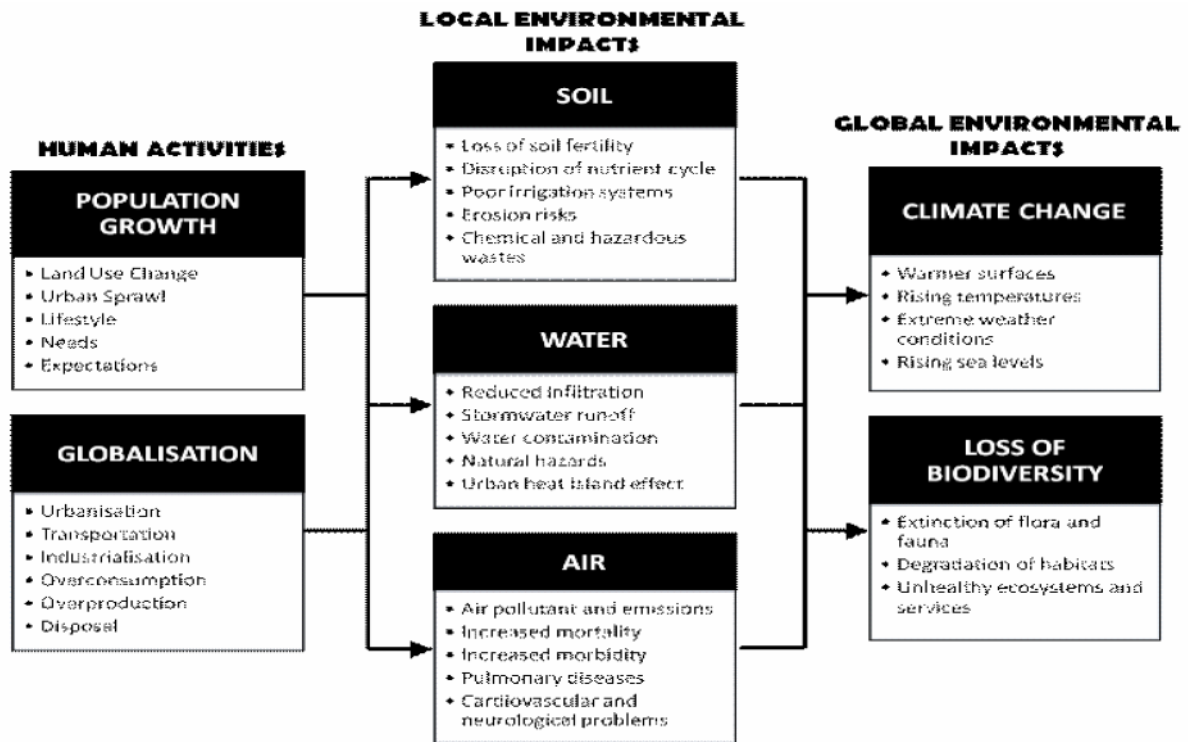 HUMAN ACTIVITIES
POPULATION
GROWTH
• Land Use Change
• Urban Sprawl
• Lifestyle
• Needs
• Expectations
GLOBALISATION
• Urbanisation
• Transportation
• Industrialisation
• Overconsumption
• Overproduction
• Disposal
LOCAL ENVIRONMENTAL
IMPACTS
SOIL
• Loss of soil fertility
• Disruption of nutrient cycle
• Poor irrigation systems
• Erosion risks
• Chemical and hazardous
wastes
WATER
• Reduced infiltration
• Stormwater runoff
• Water contamination
• Natural hazards
• Urban heat island effect
AIR
• Air pollutant and emissions
• Increased mortality
• Increased morbidity
• Pulmonary diseases
• Cardiovascular and
neurological problems
GLOBAL ENVIRONMENTAL
IMPACTS
CLIMATE CHANGE
• Warmer surfaces
• Rising temperatures
• Extreme weather
conditions
• Rising sea levels
LOSS OF
BIODIVERSITY
• Extinction of flora and
fauna
• Degradation of habitats
• Unhealthy ecosystems and
services